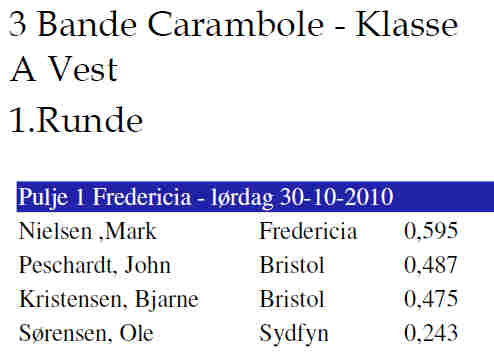 3 Bande Carambole - Klasse
A Vest
1.Runde
Pulje 1 Fredericia - lørdag 30-10-2010
Nielsen ,Mark Fredericia 0,595
Peschardt, John Bristol 0,487
Kristensen, Bjarne Bristol 0,475
Sørensen, Ole Sydfyn 0,243